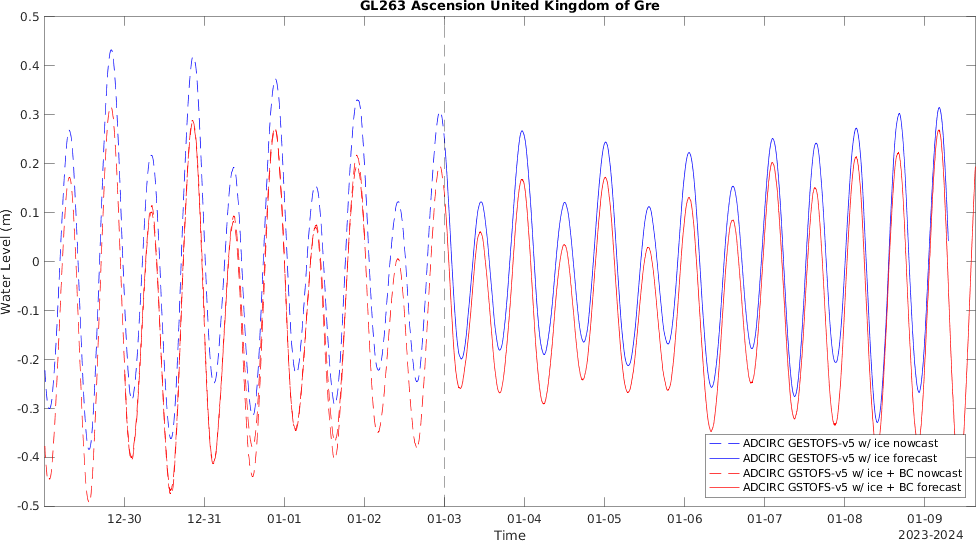 GL263 Ascension United Kingdom of Gre
0.5
0.4
0.3
0.2
0.1
0
-0.1
-0.2
-0.3
-0.4
-0.5
Water Level (m)
ADCIRC GESTOFS-v5 w/ ice nowcast
ADCIRC GESTOFS-v5 w/ ice forecast
ADCIRC GSTOFS-v5 w/ ice + BC nowcast
ADCIRC GSTOFS-v5 w/ ice + BC forecast
12-30 12-31 01-01 01-02 01-03 01-04 01-05 01-06 01-07 01-08 01-09
Time
2023-2024